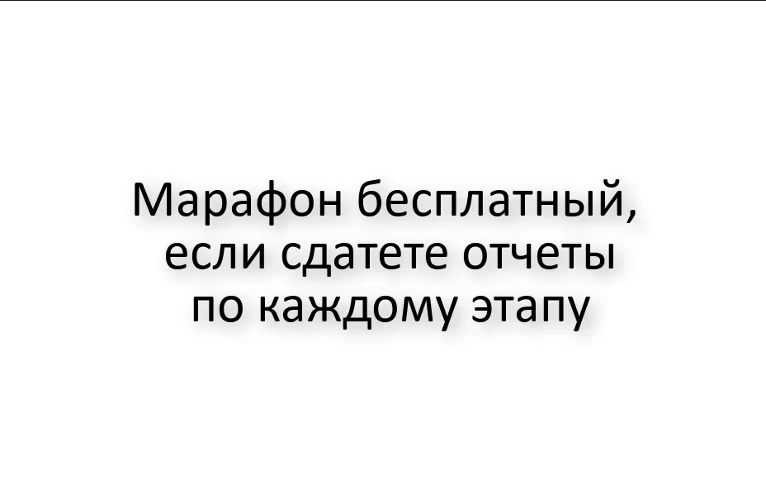 Марафон бесплатный,
если сдатете отчеты
по каждому этапу